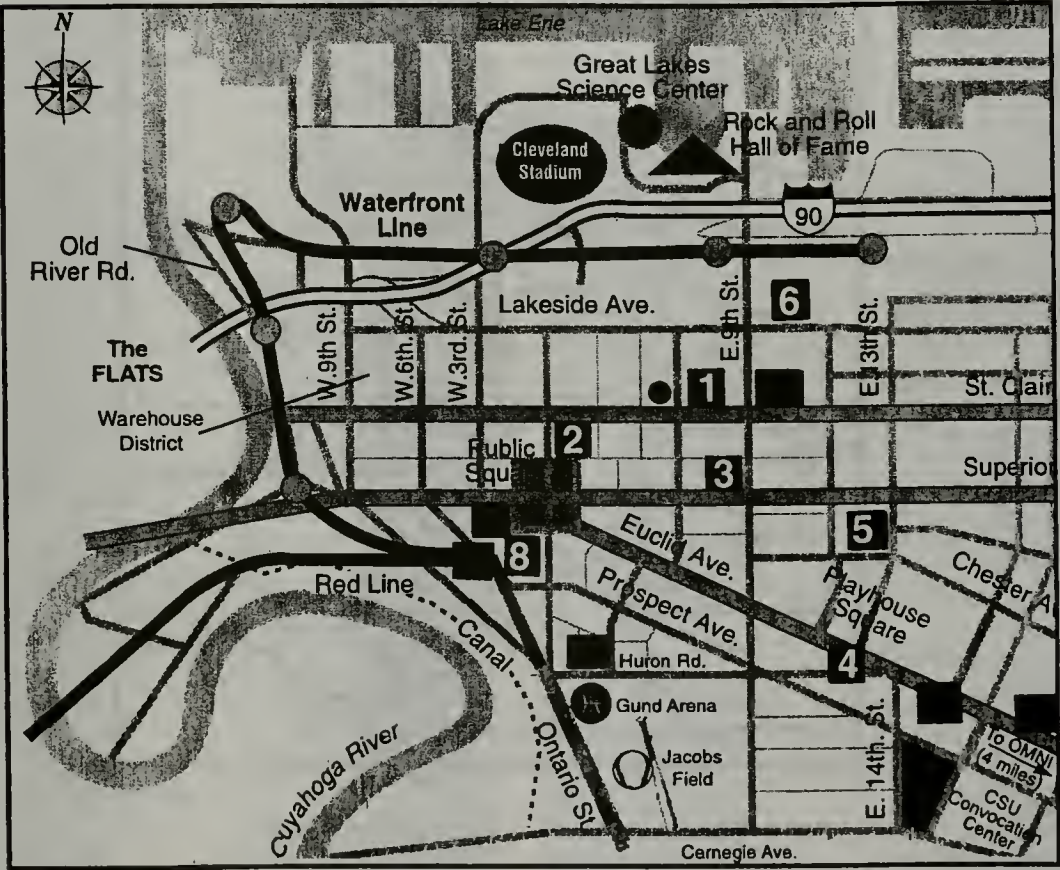 N
Lake Erie
Great Lakes
Science Center
Rock and Roll
Hall of Fame
Cleveland
Stadium
Waterfront
Line
90
Old
River Rd.
Lakeside Ave.
6
E.9th St.
E.13th St.
The
FLATS
W.9th St.
W.6th. St.
W.3rd. St.
1
St. Clair
Warehouse
District
2
Public
Squa
3
Superior
5
Euclid Ave.
8
Chester A
Playhouse
Square
Red Line
Prospect Ave.
Canal
Huron Rd.
4
Gund Arena
E. 14th. St.
Cuyahoga River
Ontario St.
Jacobs
Field
To OMNI
(4 miles)
CSU
Convocation
Center
Carnegie Ave.